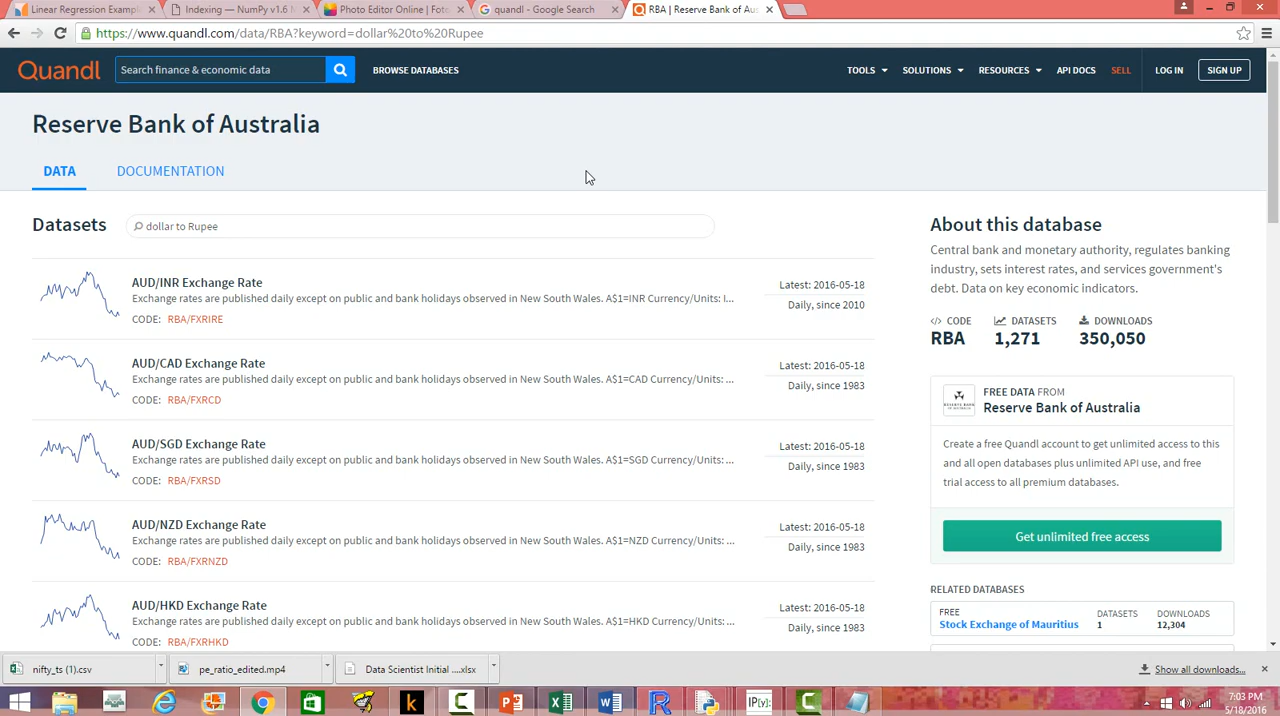 Linear Regression Exampl
Indexing — NumPy v1.6 M
Photo Editor Online | Foto
quandl - Google Search
RBA | Reserve Bank of Aus
https://www.quandl.com/data/RBA?keyword=dollar%20to%20Rupee
Quandl
Search finance & economic data
BROWSE DATABASES
TOOLS
SOLUTIONS
RESOURCES
API DOCS
SELL
LOG IN
SIGN UP
Reserve Bank of Australia
DATA
DOCUMENTATION
Datasets
dollar to Rupee
AUD/INR Exchange Rate
Exchange rates are published daily except on public and bank holidays observed in New South Wales. A$1=INR Currency/Units: I...
CODE: RBA/FXRIRE
Latest: 2016-05-18
Daily, since 2010
AUD/CAD Exchange Rate
Exchange rates are published daily except on public and bank holidays observed in New South Wales. A$1=CAD Currency/Units: ...
CODE: RBA/FXRCD
Latest: 2016-05-18
Daily, since 1983
AUD/SGD Exchange Rate
Exchange rates are published daily except on public and bank holidays observed in New South Wales. A$1=SGD Currency/Units: ...
CODE: RBA/FXRSD
Latest: 2016-05-18
Daily, since 1983
AUD/NZD Exchange Rate
Exchange rates are published daily except on public and bank holidays observed in New South Wales. A$1=NZD Currency/Units: ...
CODE: RBA/FXRNZD
Latest: 2016-05-18
Daily, since 1983
AUD/HKD Exchange Rate
Exchange rates are published daily except on public and bank holidays observed in New South Wales. A$1=HKD Currency/Units: ...
CODE: RBA/FXRHKD
Latest: 2016-05-18
Daily, since 1983
About this database
Central bank and monetary authority, regulates banking
industry, sets interest rates, and services government's
debt. Data on key economic indicators.
</> CODE
RBA
DATASETS
1,271
DOWNLOADS
350,050
FREE DATA FROM
Reserve Bank of Australia
Create a free Quandl account to get unlimited access to this
and all open databases plus unlimited API use, and free
trial access to all premium databases.
Get unlimited free access
RELATED DATABASES
FREE
Stock Exchange of Mauritius
DATASETS
1
DOWNLOADS
12,304
nifty_ts (1).csv
pe_ratio_edited.mp4
Data Scientist Initial ....xlsx
Show all downloads...
IP[y]:
7:03 PM
5/18/2016